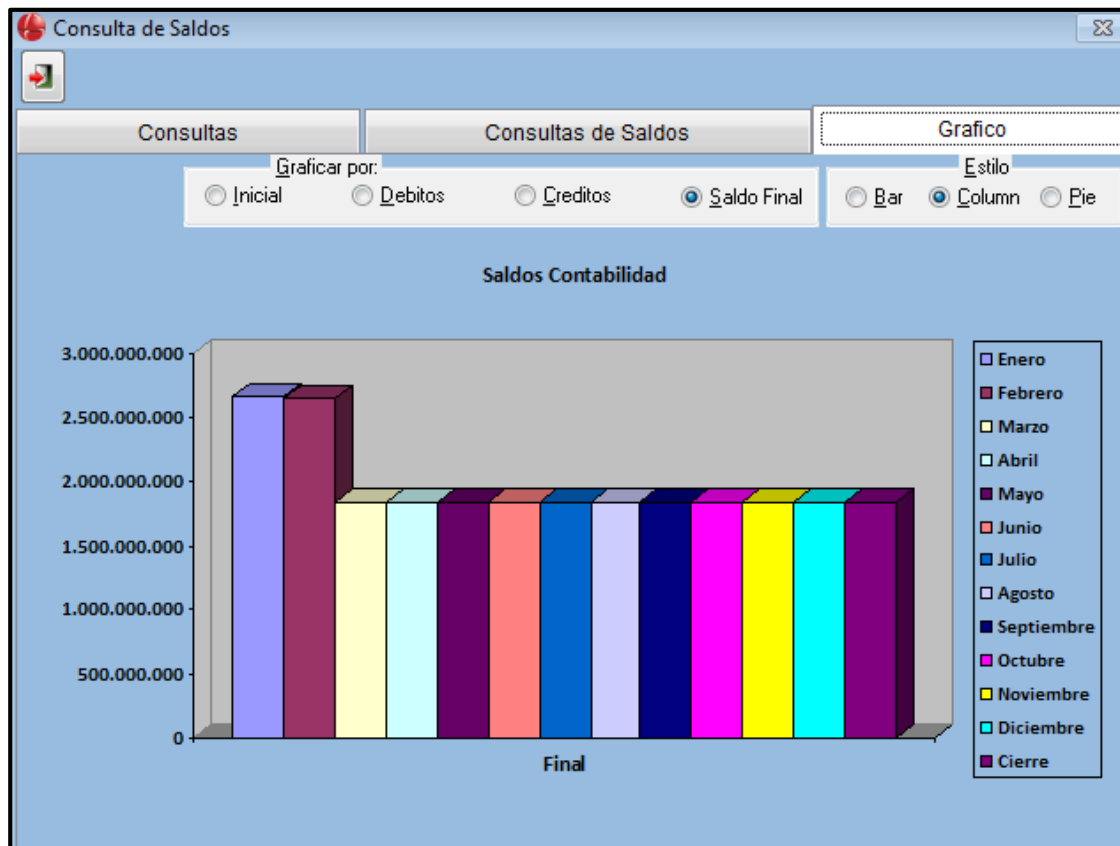 Consulta de Saldos
Consultas Consultas de Saldos Grafico
Graficar por: Estilo
Inicial Debitos Creditos Saldo Final Bar Column Pie
Saldos Contabilidad
3.000.000.000
2.500.000.000
2.000.000.000
1.500.000.000
1.000.000.000
500.000.000
0
Final
Enero
Febrero
Marzo
Abril
Mayo
Junio
Julio
Agosto
Septiembre
Octubre
Noviembre
Diciembre
Cierre